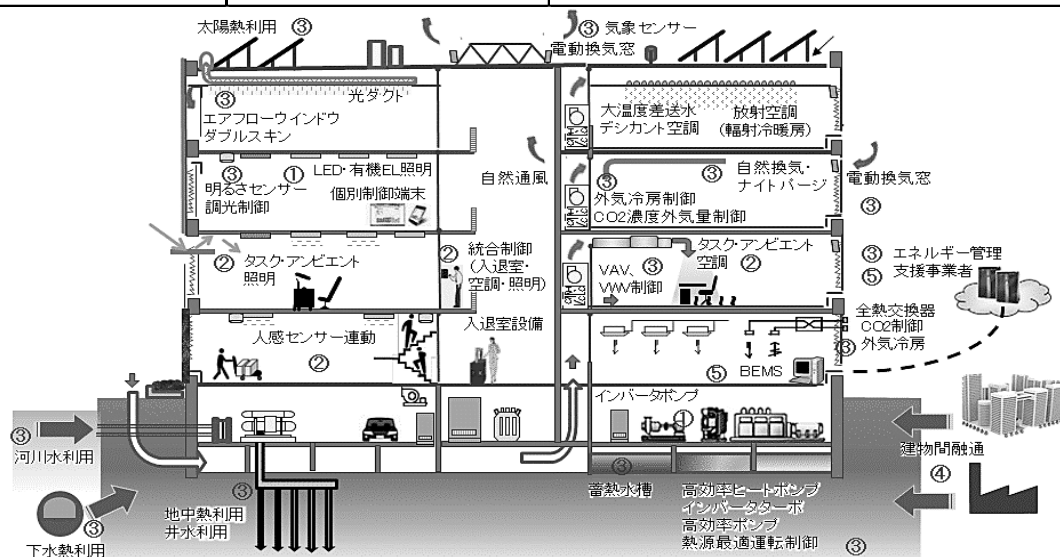 太陽熱利用 ③
③ 気象センサー
電動換気窓
③
光ダクト
エアフローウインドウ
ダブルスキン
大温度差送水
デシカント空調
放射空調
(輻射冷暖房)
③
①
LED・有機EL照明
明るさセンサー
調光制御
個別制御端末
自然通風
③
外気冷房制御
CO2濃度外気量制御
③
自然換気・
ナイトパージ
電動換気窓
③
②
タスク・アンビエント
照明
②
統合制御
(入退室・
空調・照明)
③
VAV、
VWV制御
タスク・アンビエント
空調 ②
③ エネルギー管理
⑤ 支援事業者
人感センサー連動
②
入退室設備
全熱交換器
CO2制御
外気冷房
③
⑤ BEMS
インバータポンプ
①
③
河川水利用
③
下水熱利用
③
地中熱利用
井水利用
③
蓄熱水槽
高効率ヒートポンプ
インバータターボ
高効率ポンプ
熱源最適運転制御 ③
建物間融通
④